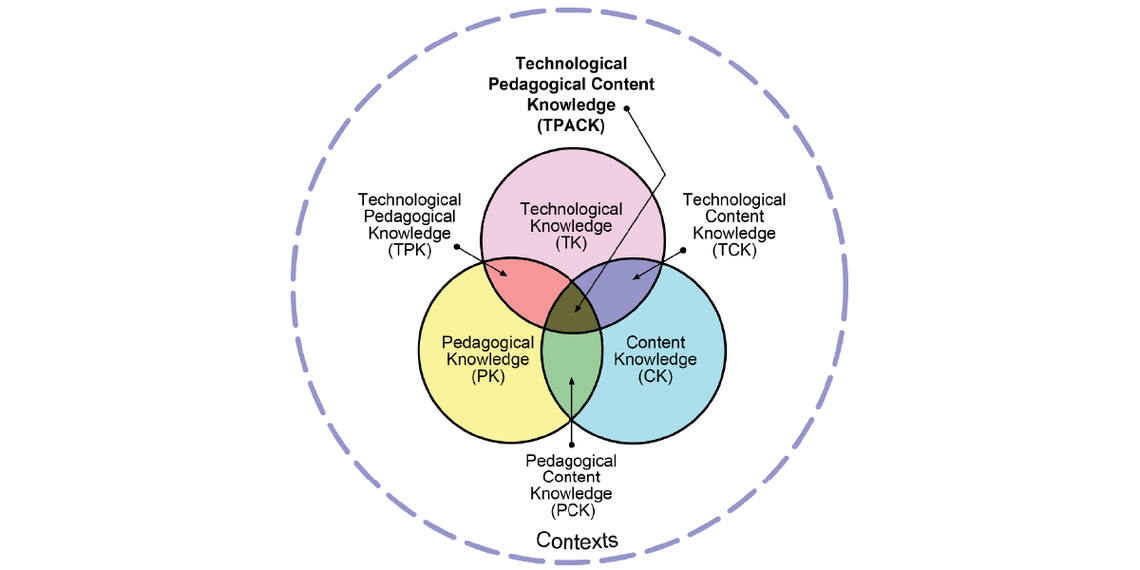 Technological
Pedagogical Content
Knowledge
(TPACK)
Technological
Pedagogical
Knowledge
(TPK)
Technological
Knowledge
(TK)
Technological
Content
Knowledge
(TCK)
Pedagogical
Knowledge
(PK)
Content
Knowledge
(CK)
Pedagogical
Content
Knowledge
(PCK)
Contexts